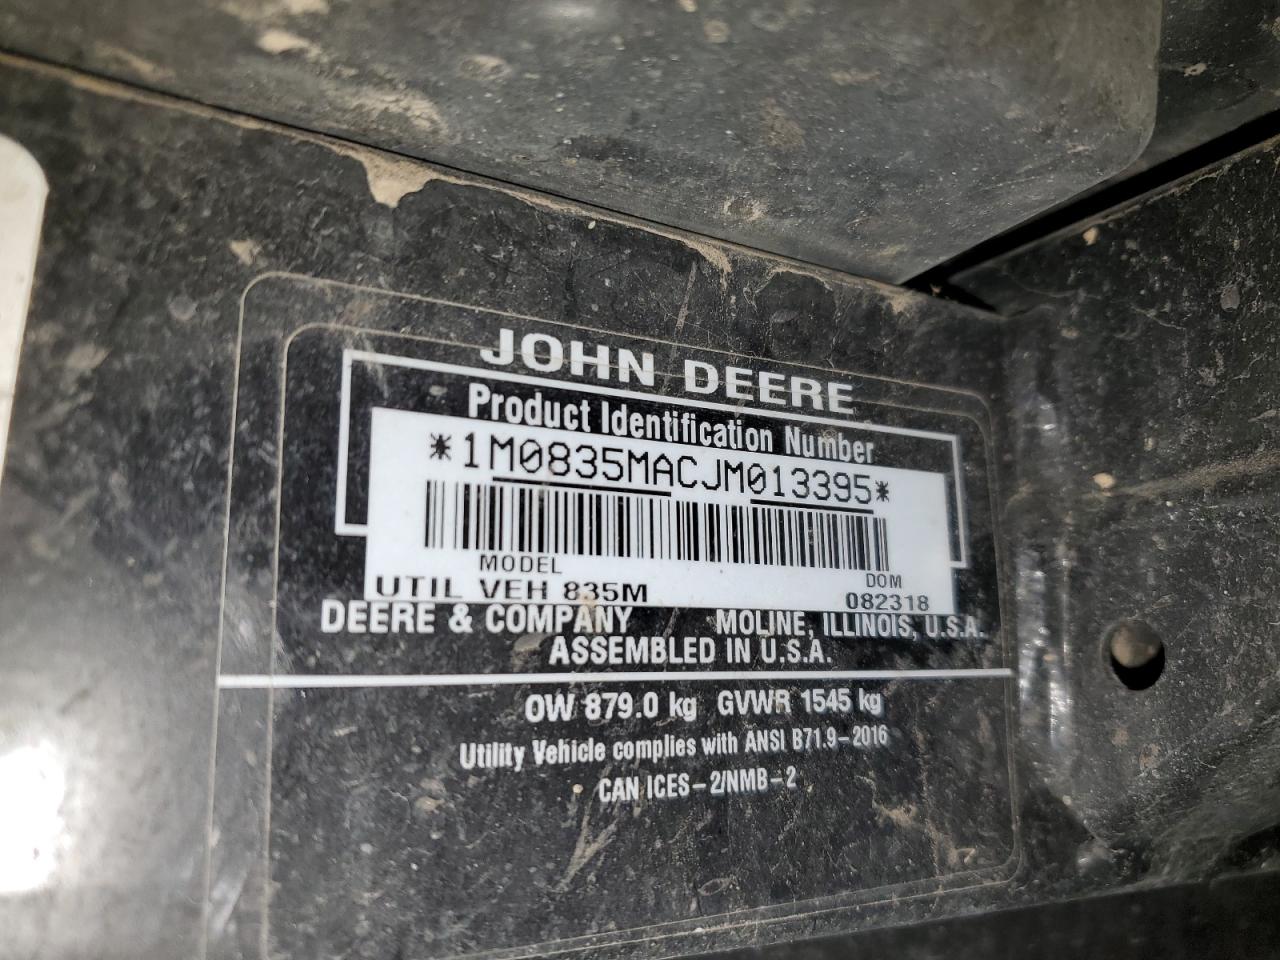 JOHN DEERE
Product Identification Number
*1M0835MACJM013395*
MODEL DOM
UTIL VEH 835M 082318
DEERE & COMPANY MOLINE, ILLINOIS, U.S.A.
ASSEMBLED IN U.S.A.
OW 879.0 kg GVWR 1545 kg
Utility Vehicle complies with ANSI B71.9-2016
CAN ICES-2/NMB-2